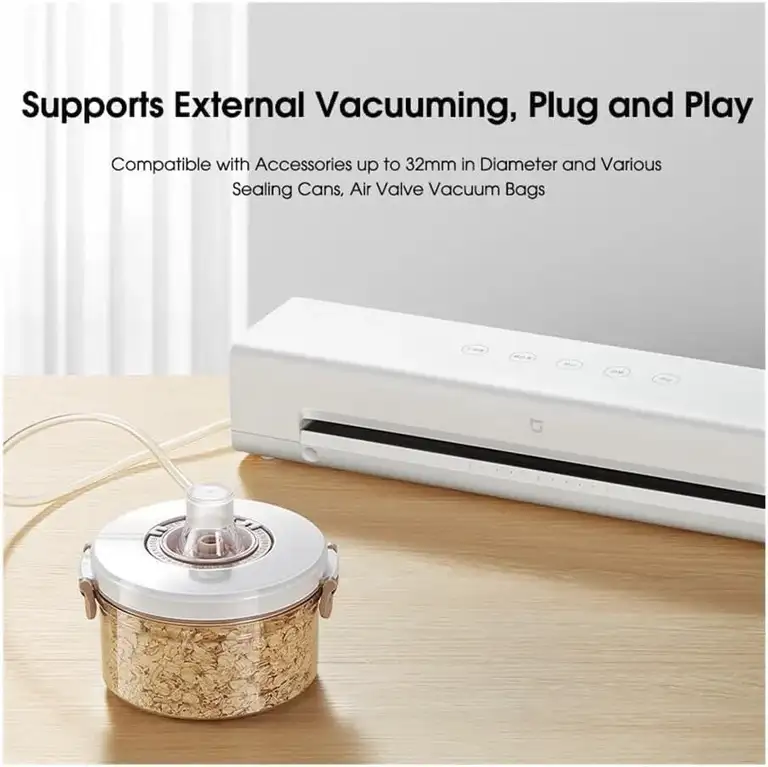 Supports External Vacuuming, Plug and Play
Compatible with Accessories up to 32mm in Diameter and Various
Sealing Cans, Air Valve Vacuum Bags